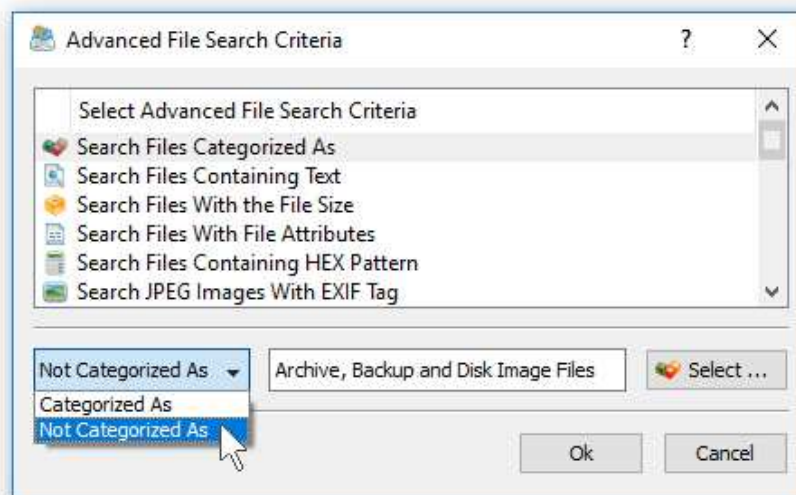 Advanced File Search Criteria ?
Select Advanced File Search Criteria
Search Files Categorized As
Search Files Containing Text
Search Files With the File Size
Search Files With File Attributes
Search Files Containing HEX Pattern
Search JPEG Images With EXIF Tag
Not Categorized As Archive, Backup and Disk Image Files Select ...
Categorized As
Not Categorized As
Ok Cancel